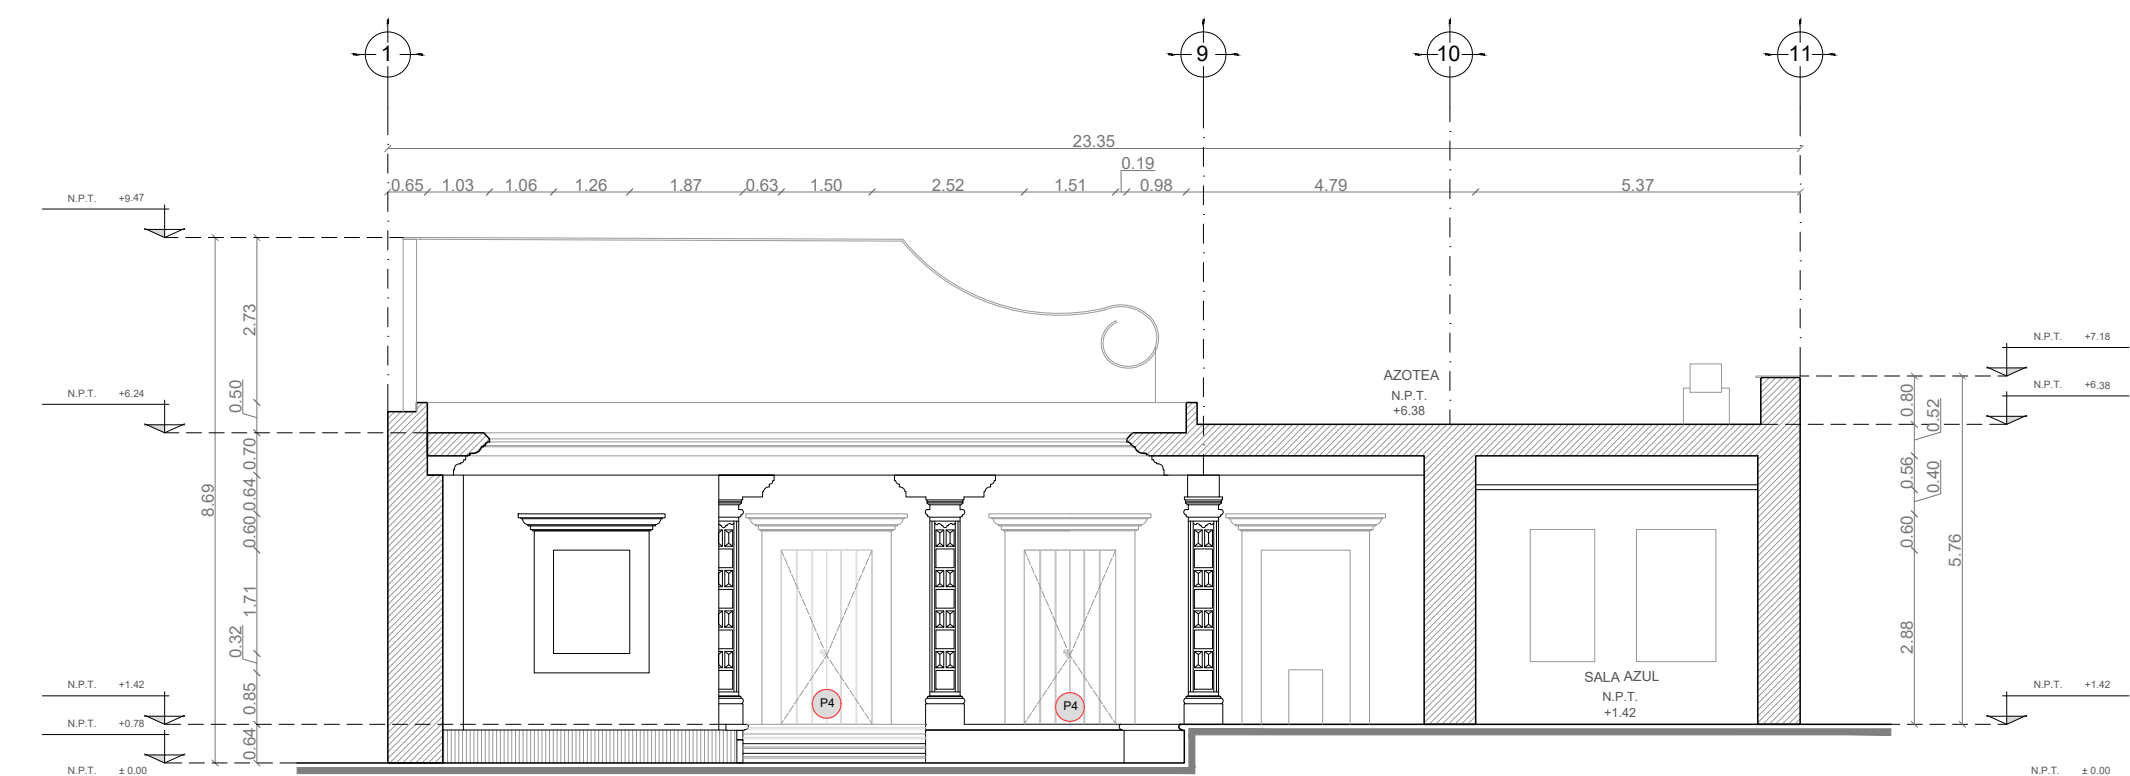 1
9
10
11
23.35
0.19
0.65
1.03
1.06
1.26
1.87
0.63
1.50
2.52
1.51
0.98
4.79
5.37
N.P.T. +9.47
N.P.T. +6.24
N.P.T. +1.42
N.P.T. +0.78
N.P.T. ± 0.00
8.69
2.73
0.50
0.70
0.64
0.60
1.71
0.32
0.85
0.64
AZOTEA
N.P.T.
+6.38
P4
P4
SALA AZUL
N.P.T.
+1.42
0.80
0.52
0.56
0.40
0.60
2.88
5.76
N.P.T. +7.18
N.P.T. +6.38
N.P.T. +1.42
N.P.T. ± 0.00